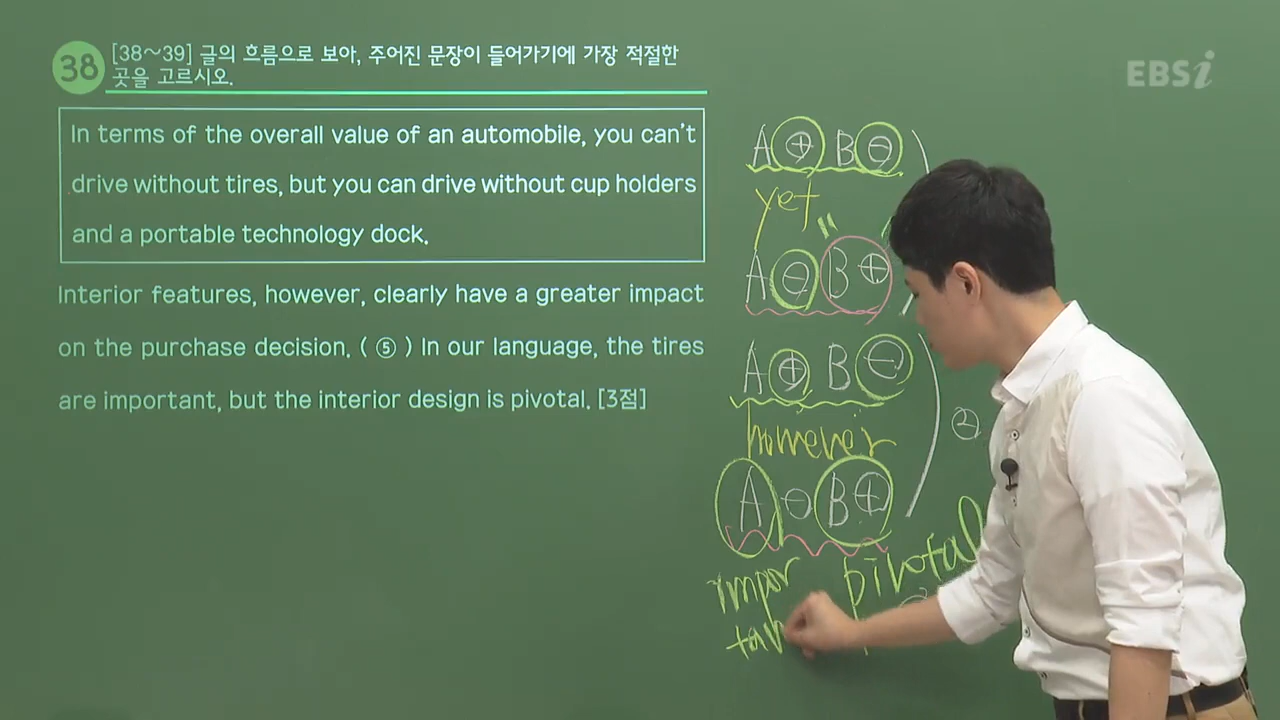 38
[38~39] 글의 흐름으로 보아, 주어진 문장이 들어가기에 가장 적절한
곳을 고르시오.
EBSi
In terms of the overall value of an automobile, you can't
drive without tires, but you can drive without cup holders
and a portable technology dock.
Interior features, however, clearly have a greater impact
on the purchase decision. ( ⑤ ) In our language, the tires
are important, but the interior design is pivotal. [3점]
A ⊕ B ⊖
yet
A ⊖ B ⊕
A ⊕ B ⊖
however
②
A ⊖ B ⊕
impor
pivotal
tan